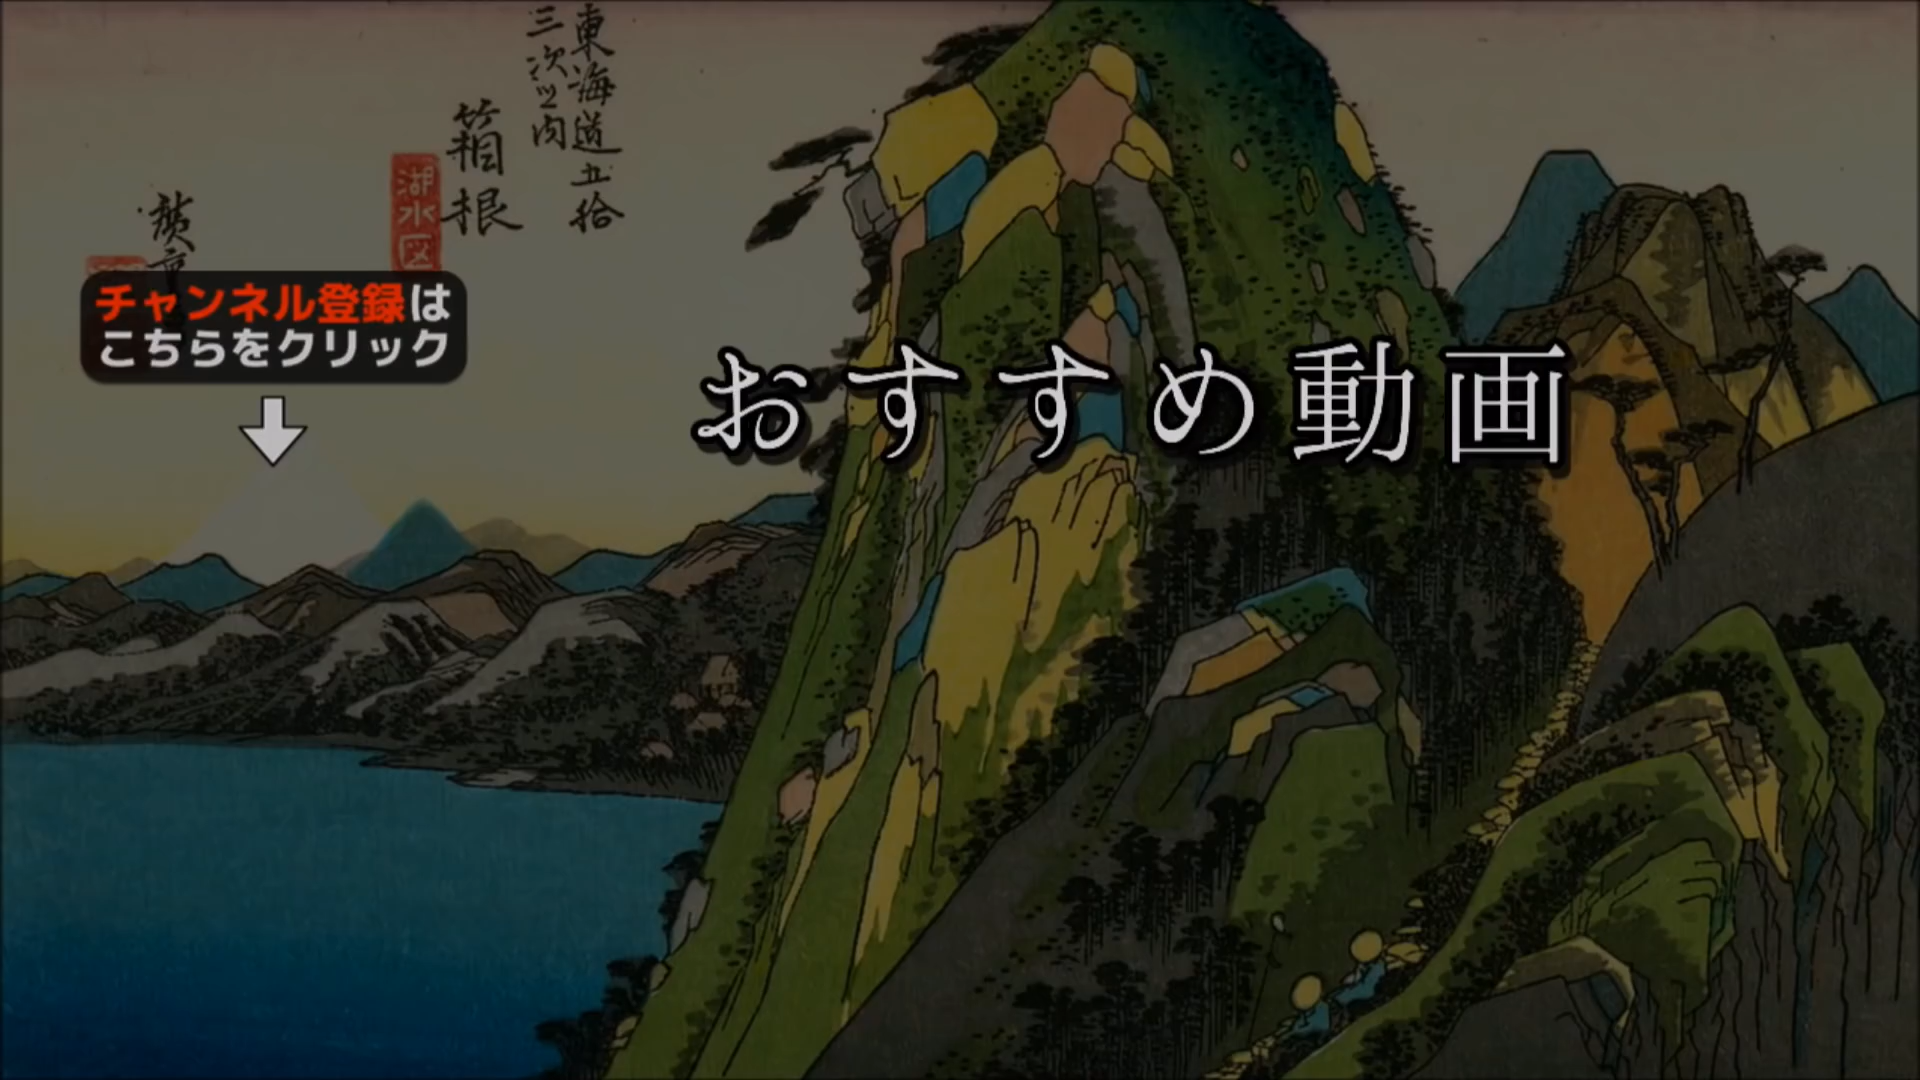 東海道五拾
三次之内
箱根
湖水図
チャンネル登録は
こちらをクリック
おすすめ動画